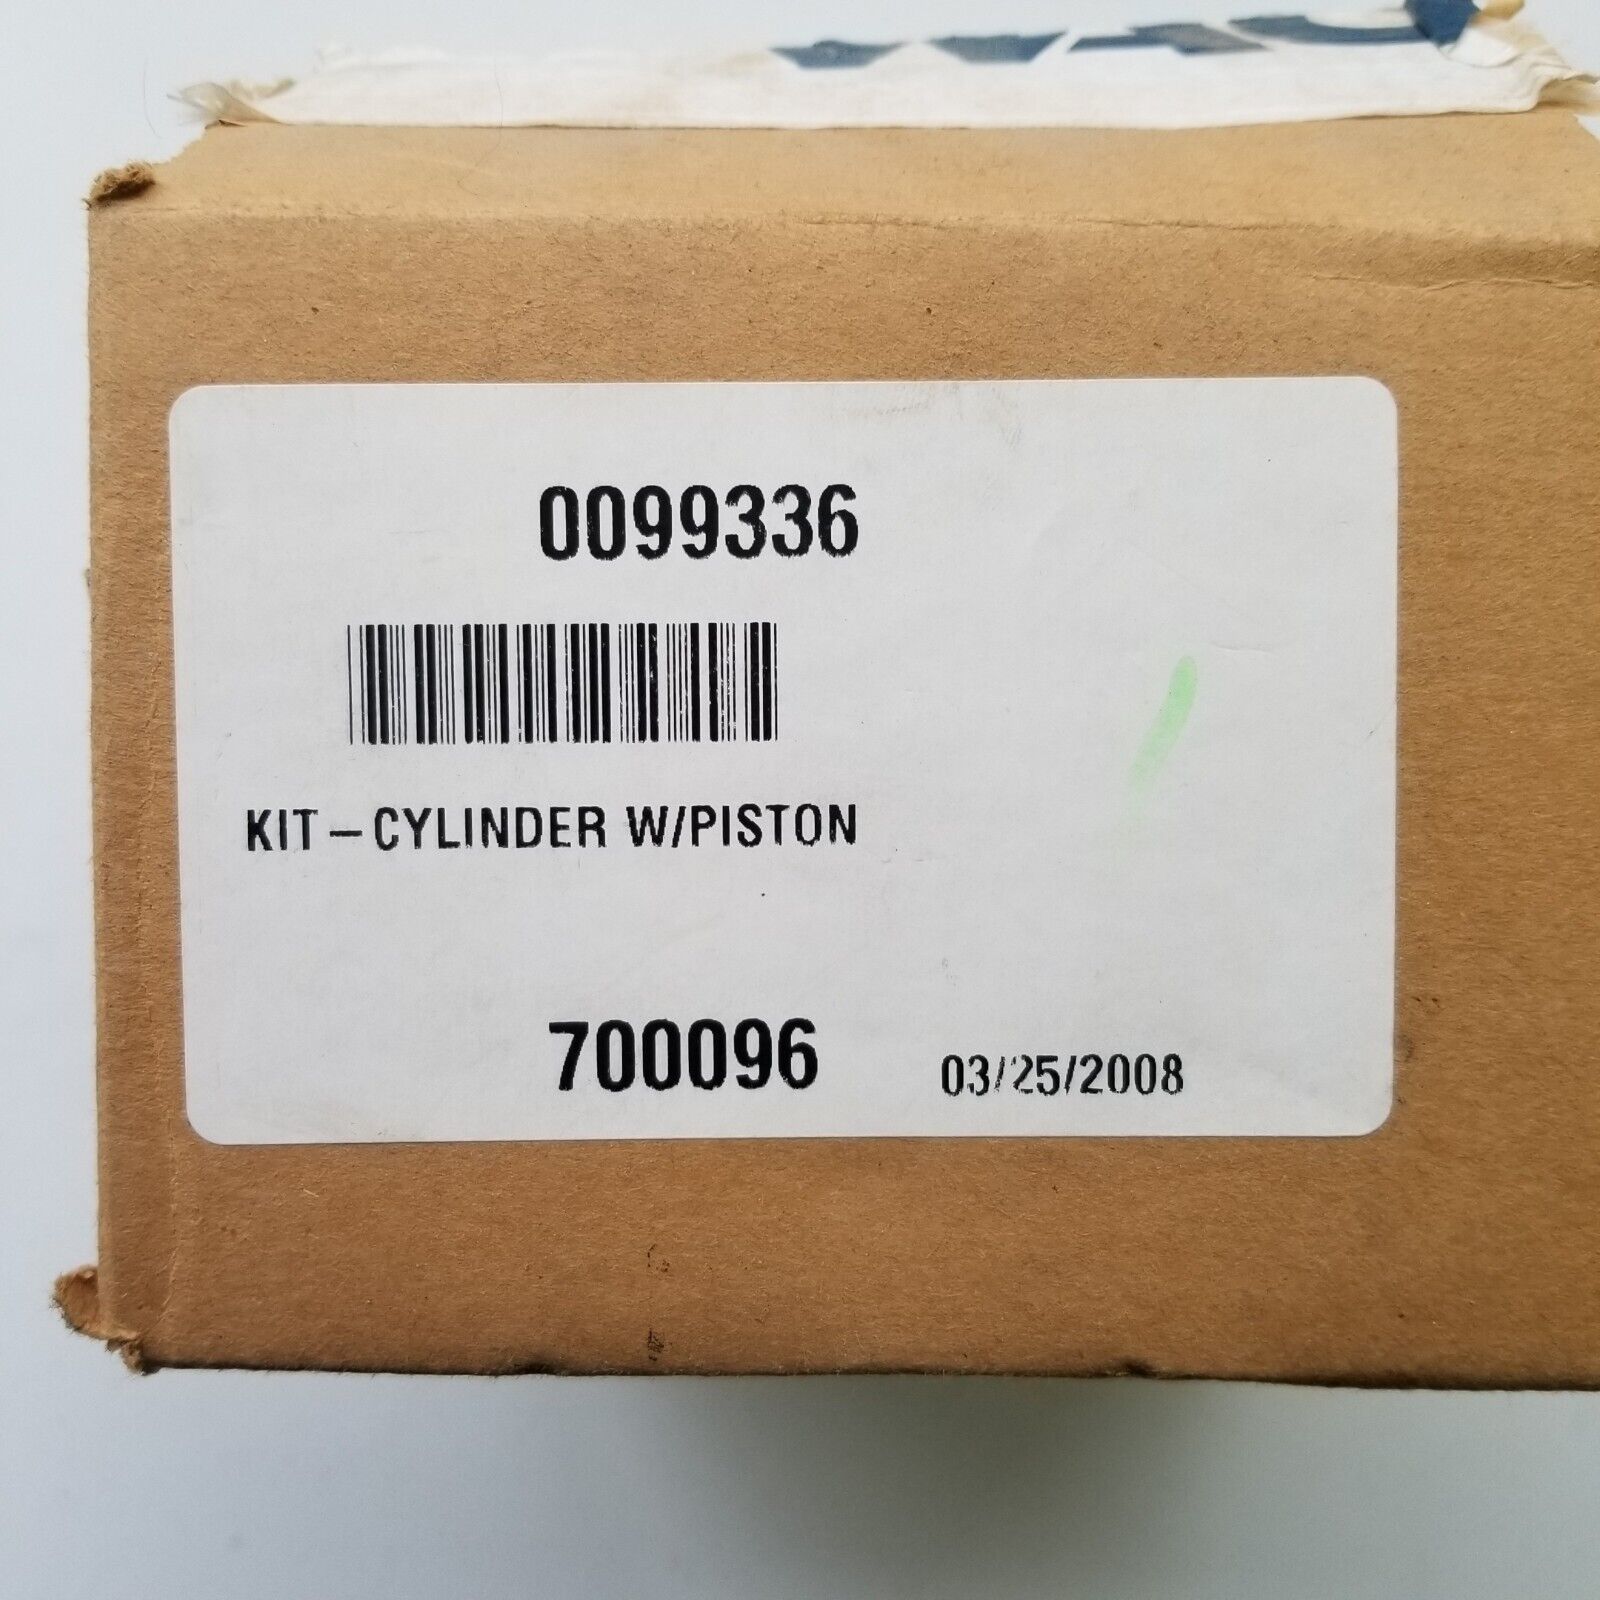 0099336
KIT-CYLINDER W/PISTON
700096
03/25/2008